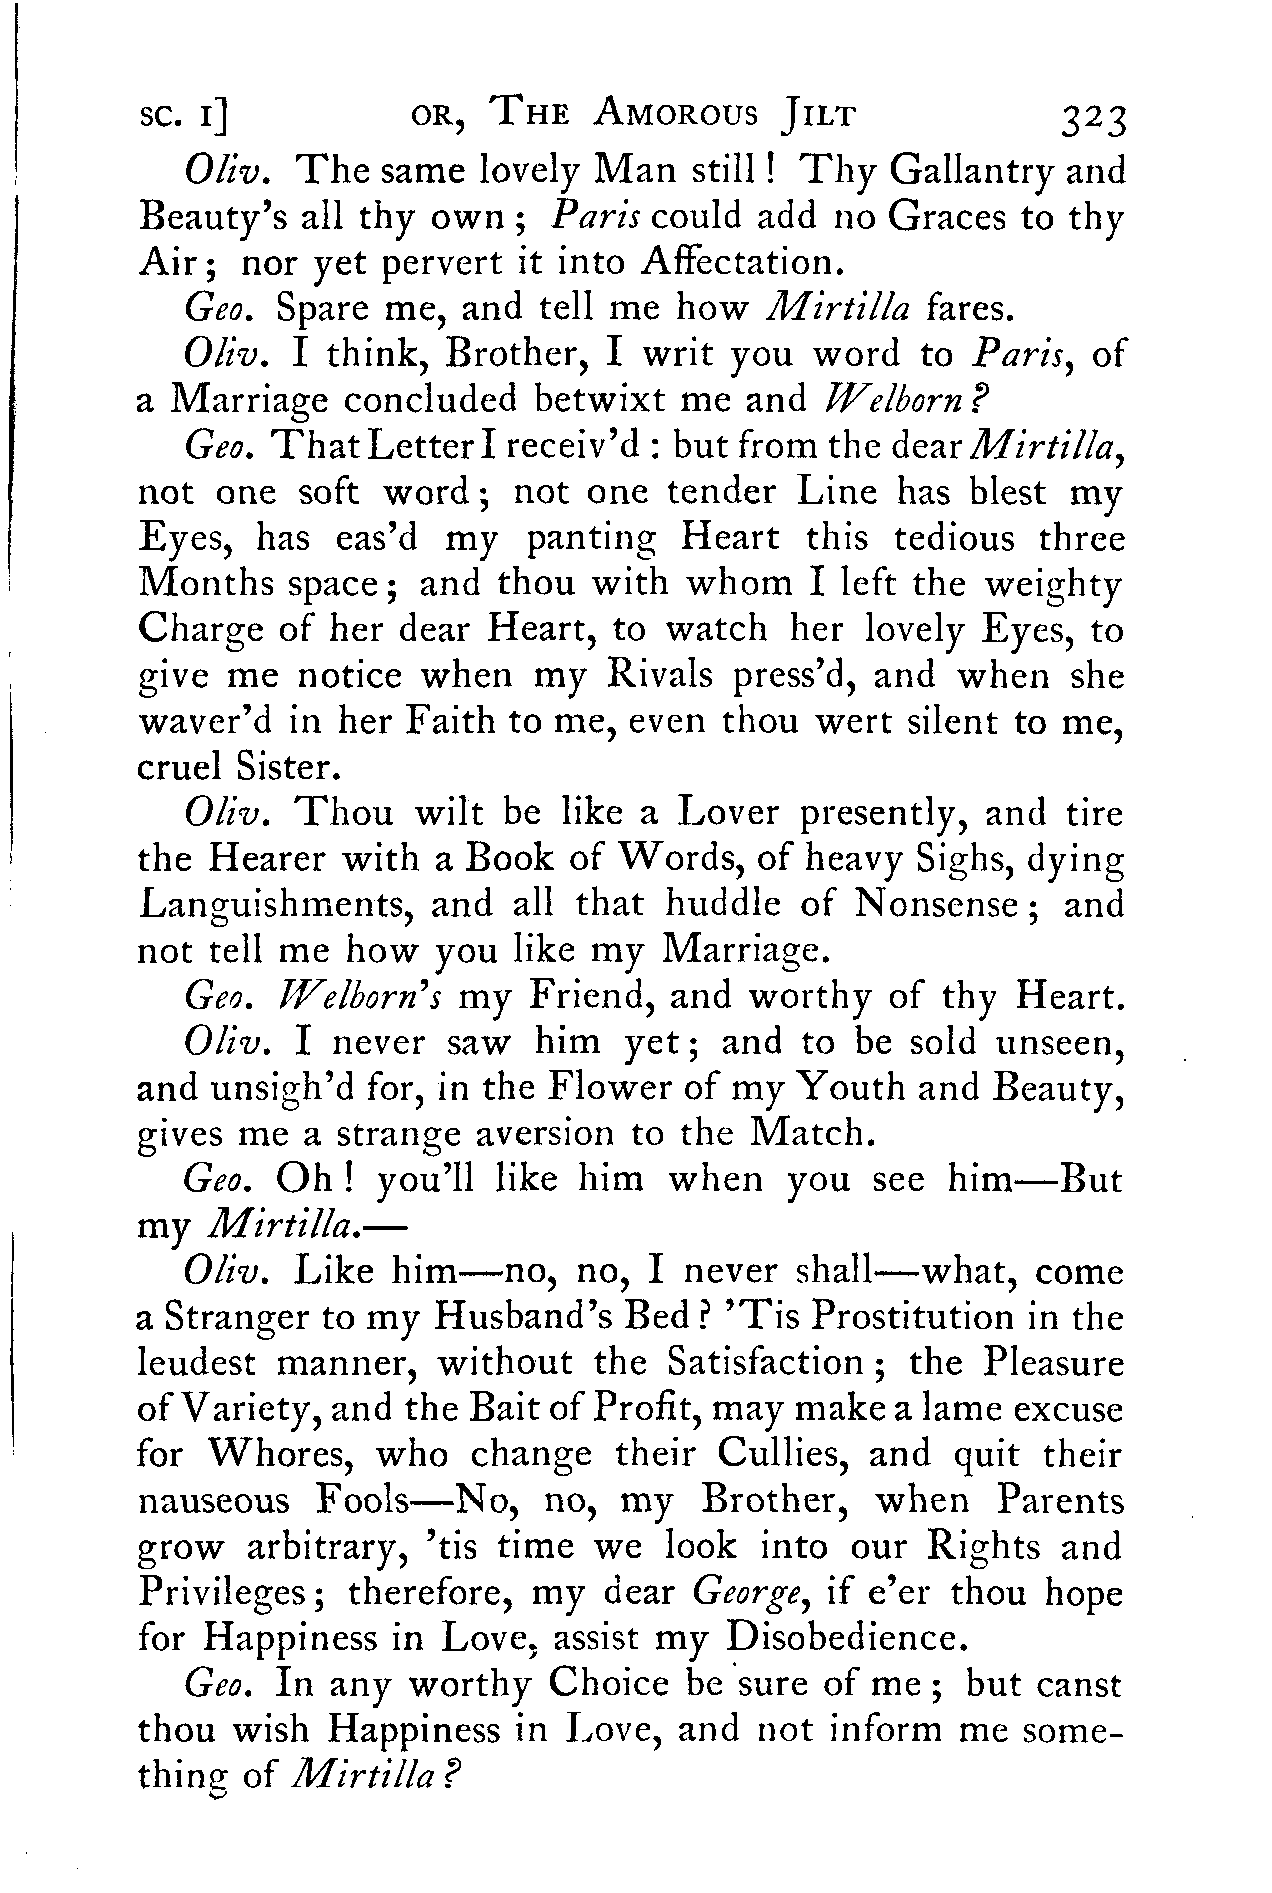 SC. I] OR, THE AMOROUS JILT 323
Oliv. The same lovely Man still! Thy Gallantry and
Beauty's all thy own; Paris could add no Graces to thy
Air; nor yet pervert it into Affectation.
Geo. Spare me, and tell me how Mirtilla fares.
Oliv. I think, Brother, I writ you word to Paris, of
a Marriage concluded betwixt me and Welborn?
Geo. That Letter I receiv'd: but from the dear Mirtilla,
not one soft word; not one tender Line has blest my
Eyes, has eas'd my panting Heart this tedious three
Months space; and thou with whom I left the weighty
Charge of her dear Heart, to watch her lovely Eyes, to
give me notice when my Rivals press'd, and when she
waver'd in her Faith to me, even thou wert silent to me,
cruel Sister.
Oliv. Thou wilt be like a Lover presently, and tire
the Hearer with a Book of Words, of heavy Sighs, dying
Languishments, and all that huddle of Nonsense; and
not tell me how you like my Marriage.
Geo. Welborn's my Friend, and worthy of thy Heart.
Oliv. I never saw him yet; and to be sold unseen,
and unsigh'd for, in the Flower of my Youth and Beauty,
gives me a strange aversion to the Match.
Geo. Oh! you'll like him when you see him—But
my Mirtilla.—
Oliv. Like him—no, no, I never shall—what, come
a Stranger to my Husband's Bed? 'Tis Prostitution in the
leudest manner, without the Satisfaction; the Pleasure
of Variety, and the Bait of Profit, may make a lame excuse
for Whores, who change their Cullies, and quit their
nauseous Fools—No, no, my Brother, when Parents
grow arbitrary, 'tis time we look into our Rights and
Privileges; therefore, my dear George, if e'er thou hope
for Happiness in Love, assist my Disobedience.
Geo. In any worthy Choice be sure of me; but canst
thou wish Happiness in Love, and not inform me some-
thing of Mirtilla?